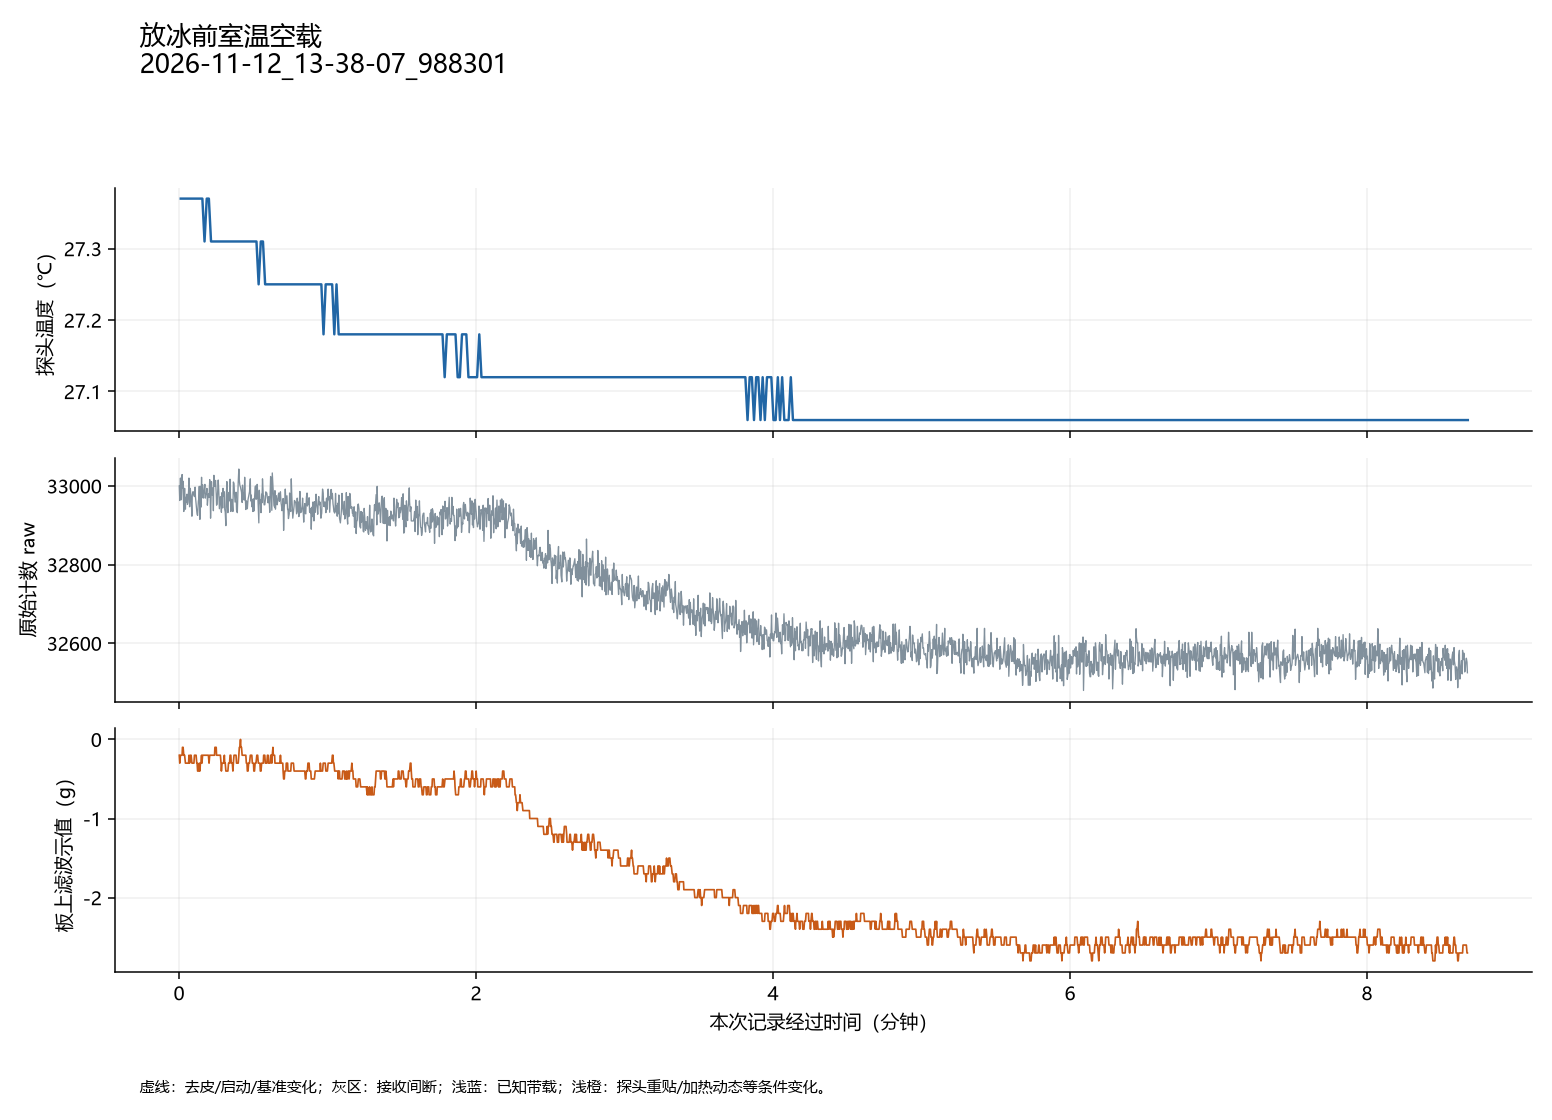 放冰前室温空载
2026-11-12_13-38-07_988301
探头温度（℃）
27.3
27.2
27.1
原始计数 raw
33000
32800
32600
板上滤波示值（g）
0
-1
-2
0 2 4 6 8
本次记录经过时间（分钟）
虚线：去皮/启动/基准变化；灰区：接收间断；浅蓝：已知带载；浅橙：探头重贴/加热动态等条件变化。